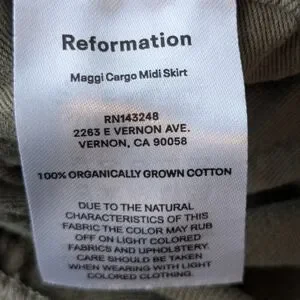 Reformation
Maggi Cargo Midi Skirt
RN143248
2263 E VERNON AVE.
VERNON, CA 90058
100% ORGANICALLY GROWN COTTON
DUE TO THE NATURAL
CHARACTERISTICS OF THIS
FABRIC THE COLOR MAY RUB
OFF ON LIGHT COLORED
FABRICS AND UPHOLSTERY.
CARE SHOULD BE TAKEN
WHEN WEARING WITH LIGHT
COLORED CLOTHING.